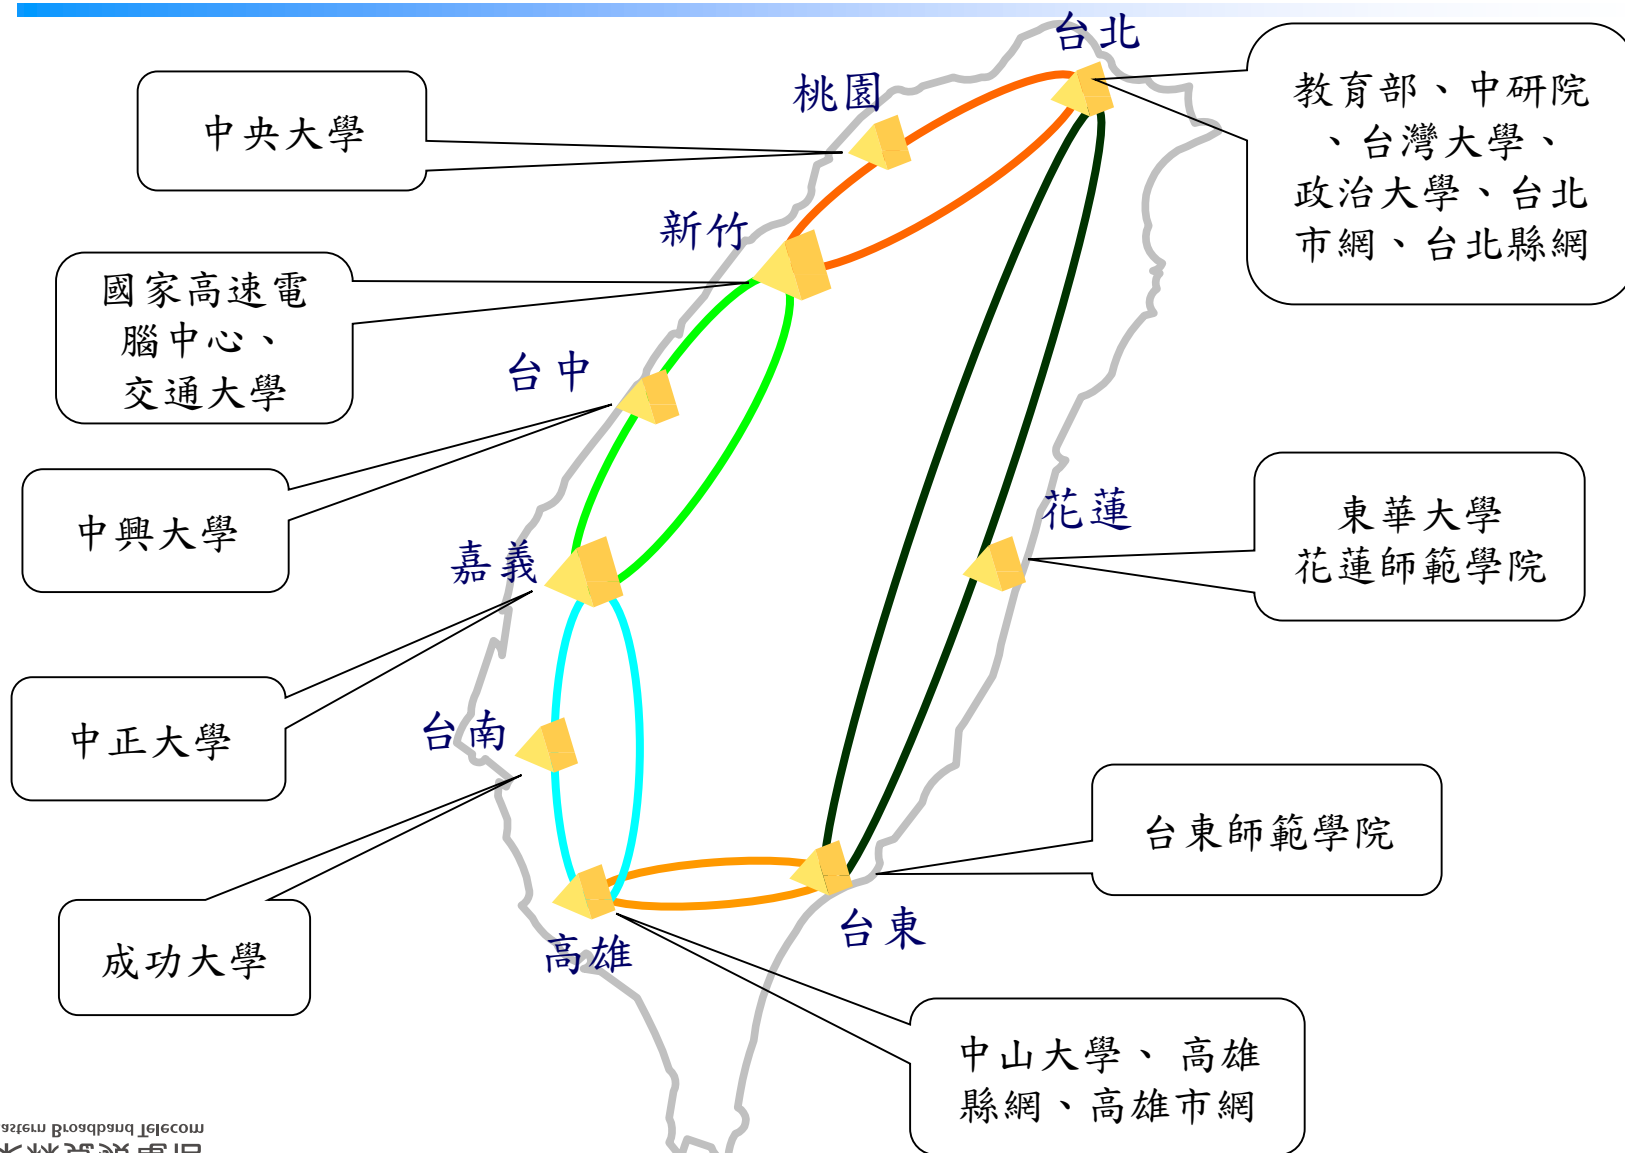 台北
教育部、中研院
、台灣大學、
政治大學、台北
市網、台北縣網
桃園
中央大學
新竹
國家高速電
腦中心、
交通大學
台中
中興大學
花蓮
東華大學
花蓮師範學院
嘉義
中正大學
台南
台東師範學院
成功大學
高雄
台東
中山大學、 高雄
縣網、高雄市網
astern Broadband Telecom